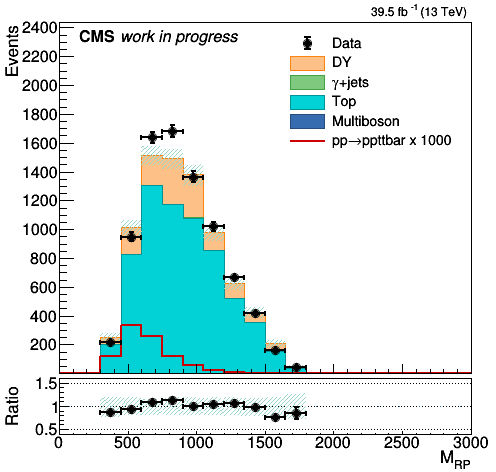 39.5 fb⁻¹ (13 TeV)
CMS work in progress
Data
DY
γ+jets
Top
Multiboson
pp→ppttbar x 1000
Events
2400
2200
2000
1800
1600
1400
1200
1000
800
600
400
200
Ratio
1.5
1
0.5
0 500 1000 1500 2000 2500 3000
M_RP